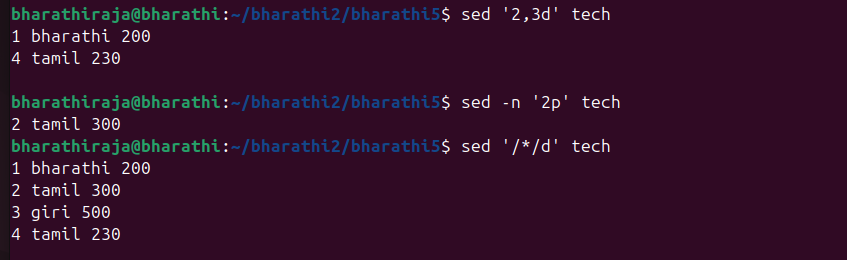 bharathiraja@bharathi:~/bharathi2/bharathi5$ sed '2,3d' tech
1 bharathi 200
4 tamil 230
bharathiraja@bharathi:~/bharathi2/bharathi5$ sed -n '2p' tech
2 tamil 300
bharathiraja@bharathi:~/bharathi2/bharathi5$ sed '/*/d' tech
1 bharathi 200
2 tamil 300
3 giri 500
4 tamil 230